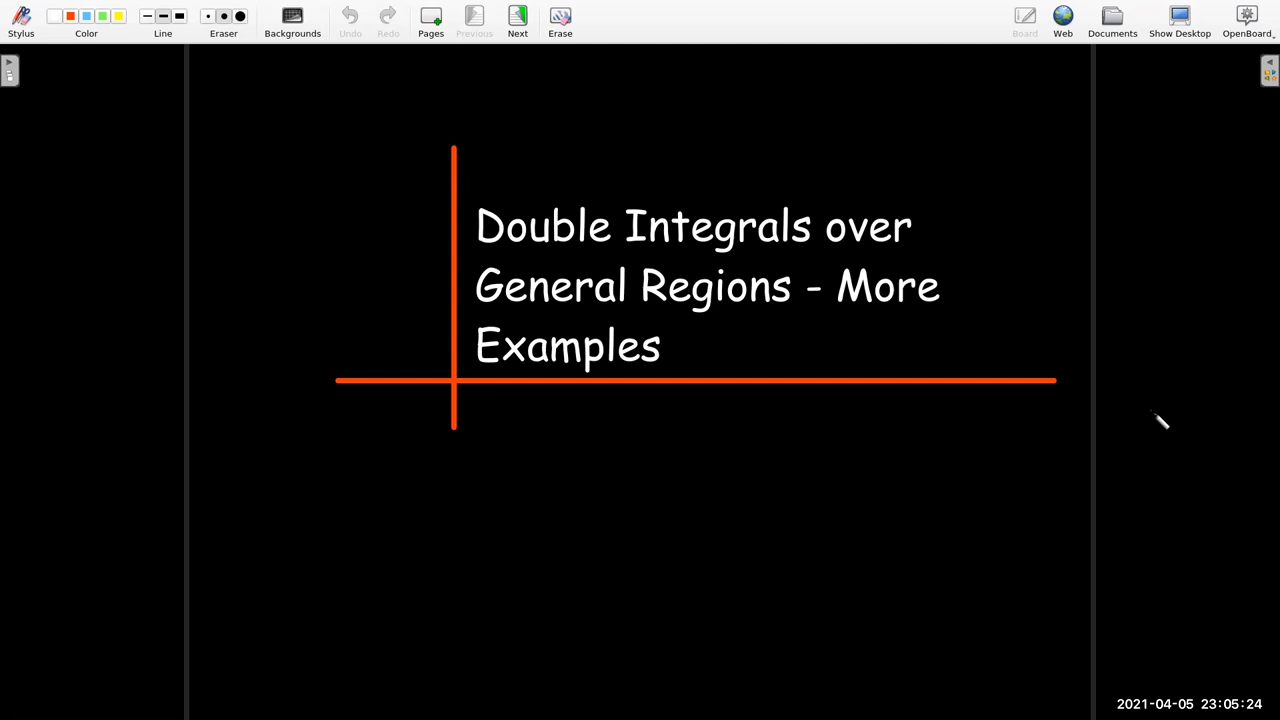 Stylus Color Line Eraser Backgrounds Undo Redo Pages Previous Next Erase Board Web Documents Show Desktop OpenBoard
Double Integrals over
General Regions - More
Examples
2021-04-05 23:05:24